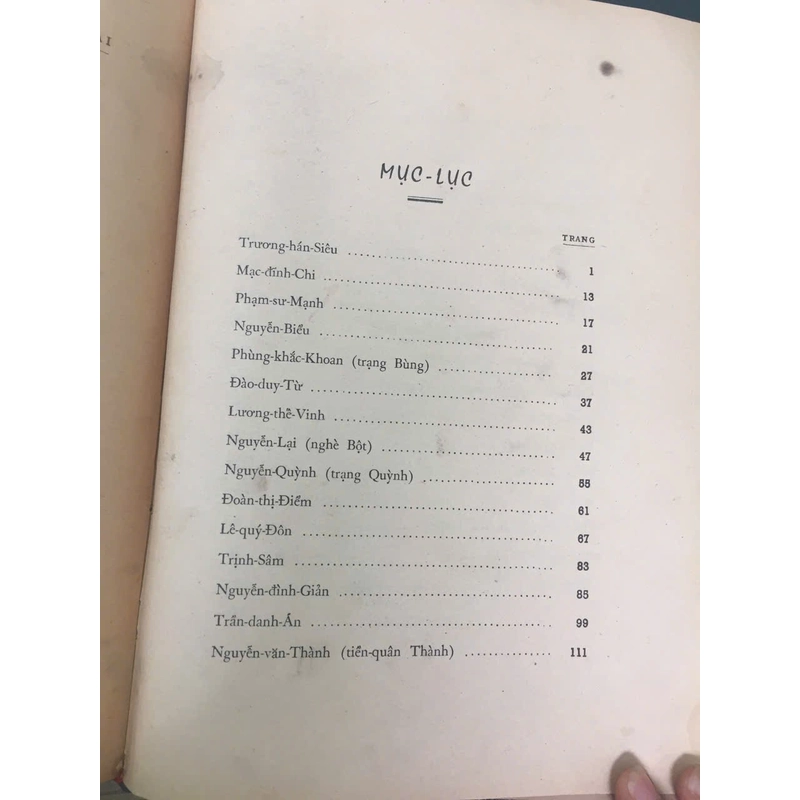 ÁI
MỤC-LỤC
TRANG
Trương-hán-Siêu 1
Mạc-đĩnh-Chi 13
Phạm-sư-Mạnh 17
Nguyễn-Biểu 21
Phùng-khắc-Khoan (trạng Bùng) 27
Đào-duy-Từ 37
Lương-thế-Vinh 43
Nguyễn-Lại (nghè Bột) 47
Nguyễn-Quỳnh (trạng Quỳnh) 55
Đoàn-thị-Điểm 61
Lê-quý-Đôn 67
Trịnh-Sâm 83
Nguyễn-đình-Giản 85
Trần-danh-Án 99
Nguyễn-văn-Thành (tiền-quân Thành) 111